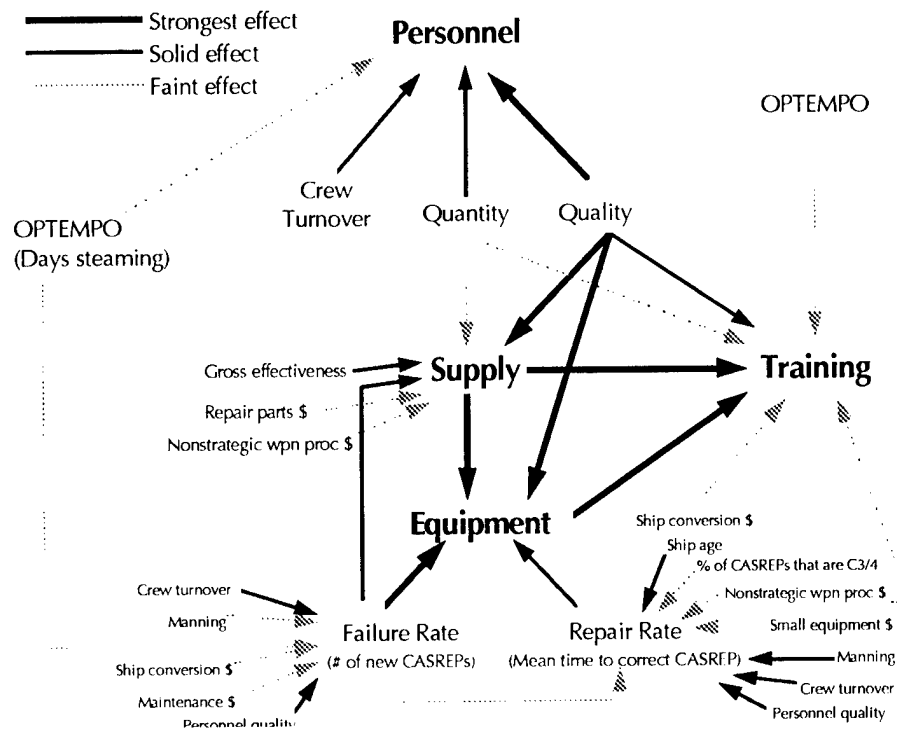 Strongest effect
Solid effect
Faint effect
Personnel
OPTEMPO
Crew
Turnover
Quantity
Quality
OPTEMPO
(Days steaming)
Gross effectiveness
Supply
Training
Repair parts $
Nonstrategic wpn proc $
Equipment
Ship conversion $
Ship age
% of CASREPs that are C3/4
Crew turnover
Nonstrategic wpn proc $
Manning
Failure Rate
(# of new CASREPs)
Repair Rate
(Mean time to correct CASREP)
Small equipment $
Manning
Ship conversion $
Maintenance $
Crew turnover
Personnel quality
Personnel quality